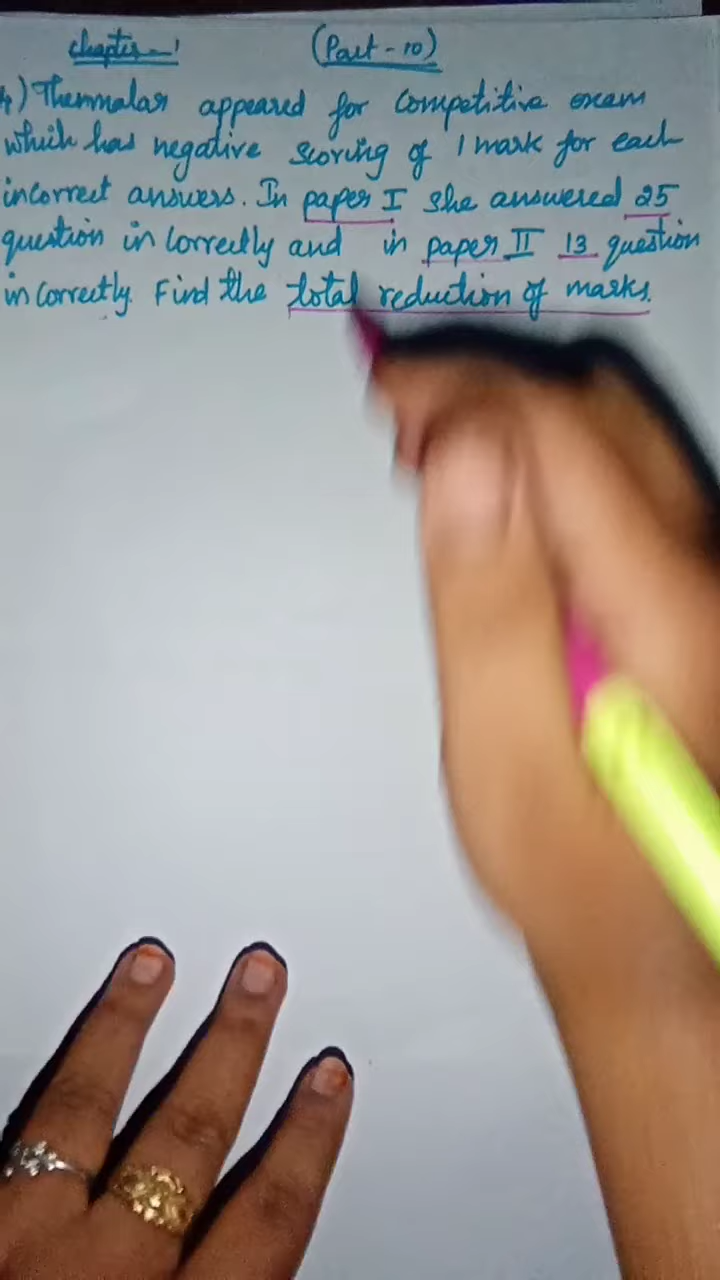 Chapter - 1 (Part - 10)
4) Thenmalar appeared for competitive exam
which has negative scoring of 1 mark for each
incorrect answers. In paper I she answered 25
question incorrectly and in paper II 13 question
incorrectly. Find the total reduction of marks.